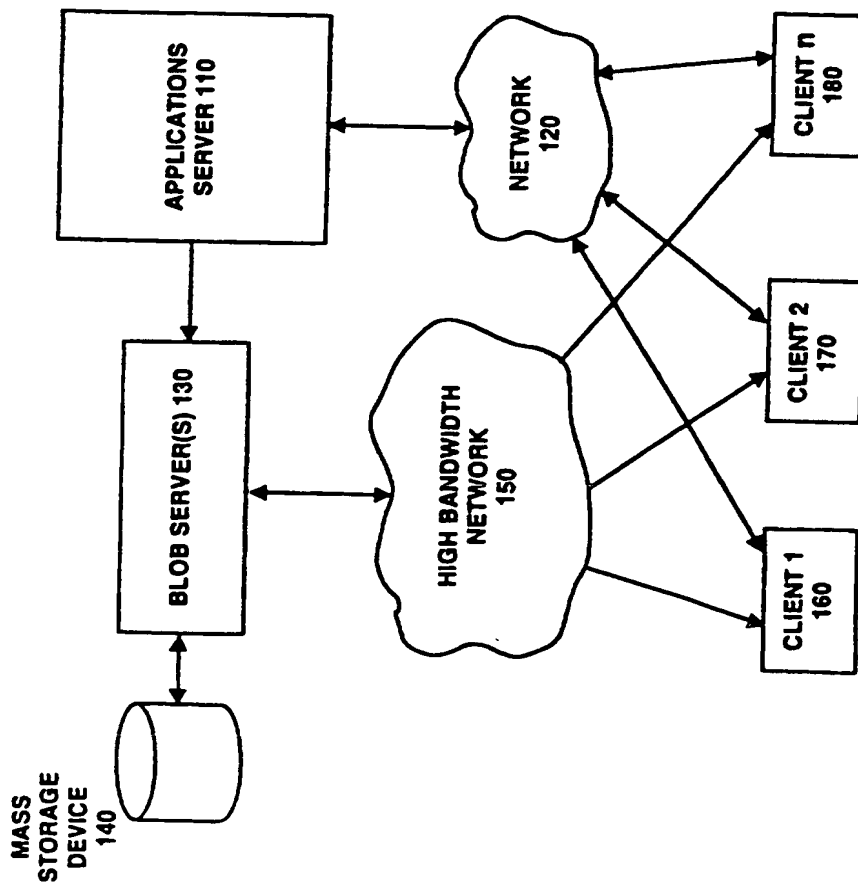 MASS
STORAGE
DEVICE
140
BLOB SERVER(S) 130
APPLICATIONS
SERVER 110
HIGH BANDWIDTH
NETWORK
150
NETWORK
120
CLIENT 1
160
CLIENT 2
170
CLIENT n
180